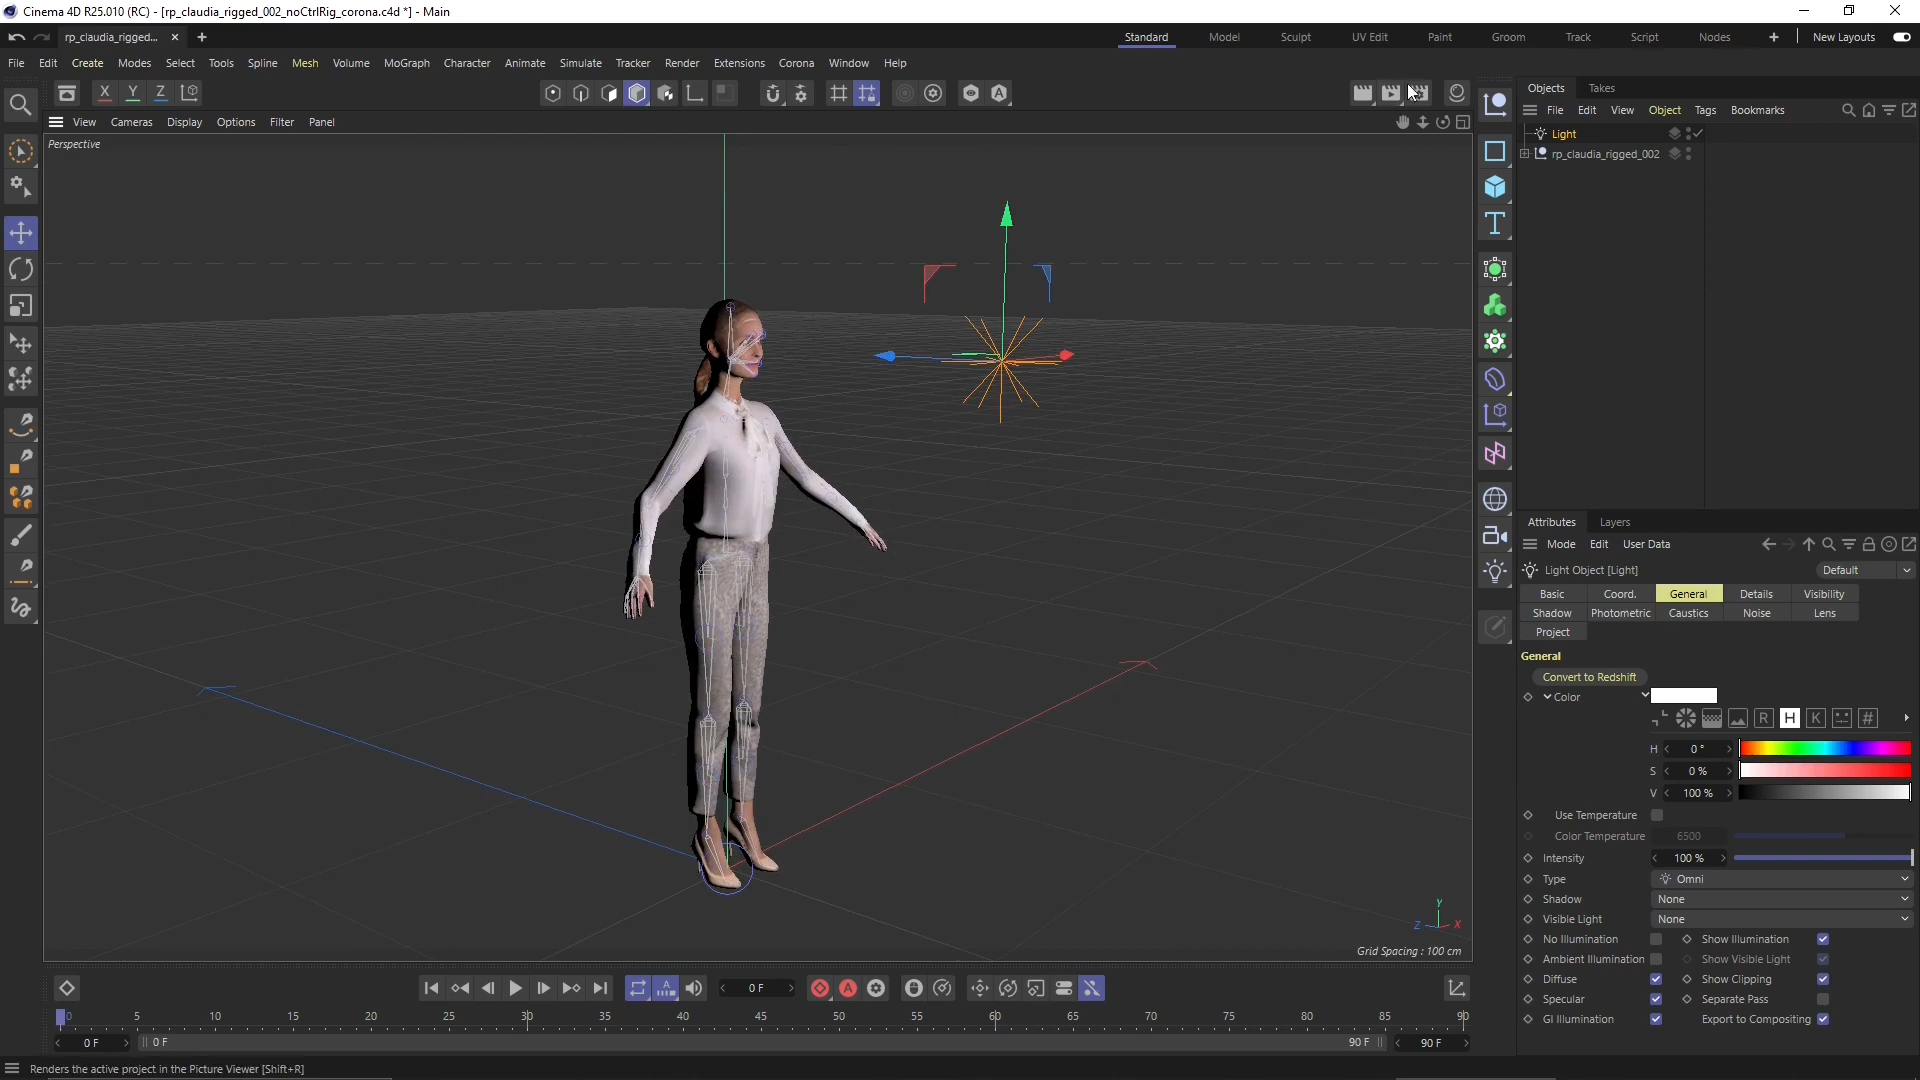 Cinema 4D R25.010 (RC) - [rp_claudia_rigged_002_noCtrlRig_corona.c4d *] - Main
rp_claudia_rigged...
Standard Model Sculpt UV Edit Paint Groom Track Script Nodes New Layouts
File Edit Create Modes Select Tools Spline Mesh Volume MoGraph Character Animate Simulate Tracker Render Extensions Corona Window Help
X Y Z
View Cameras Display Options Filter Panel
Perspective
Objects Takes
File Edit View Object Tags Bookmarks
Light
rp_claudia_rigged_002
Attributes Layers
Mode Edit User Data
Light Object [Light] Default
Basic Coord. General Details Visibility
Shadow Photometric Caustics Noise Lens
Project
General
Convert to Redshift
Color
R H K #
H 0 °
S 0 %
V 100 %
Use Temperature
Color Temperature 6500
Intensity 100 %
Type Omni
Shadow None
Visible Light None
No Illumination Show Illumination
Ambient Illumination Show Visible Light
Diffuse Show Clipping
Specular Separate Pass
GI Illumination Export to Compositing
Y
Z X
Grid Spacing : 100 cm
0 F
0 5 10 15 20 25 30 35 40 45 50 55 60 65 70 75 80 85 90
0 F 0 F 90 F 90 F
Renders the active project in the Picture Viewer [Shift+R]